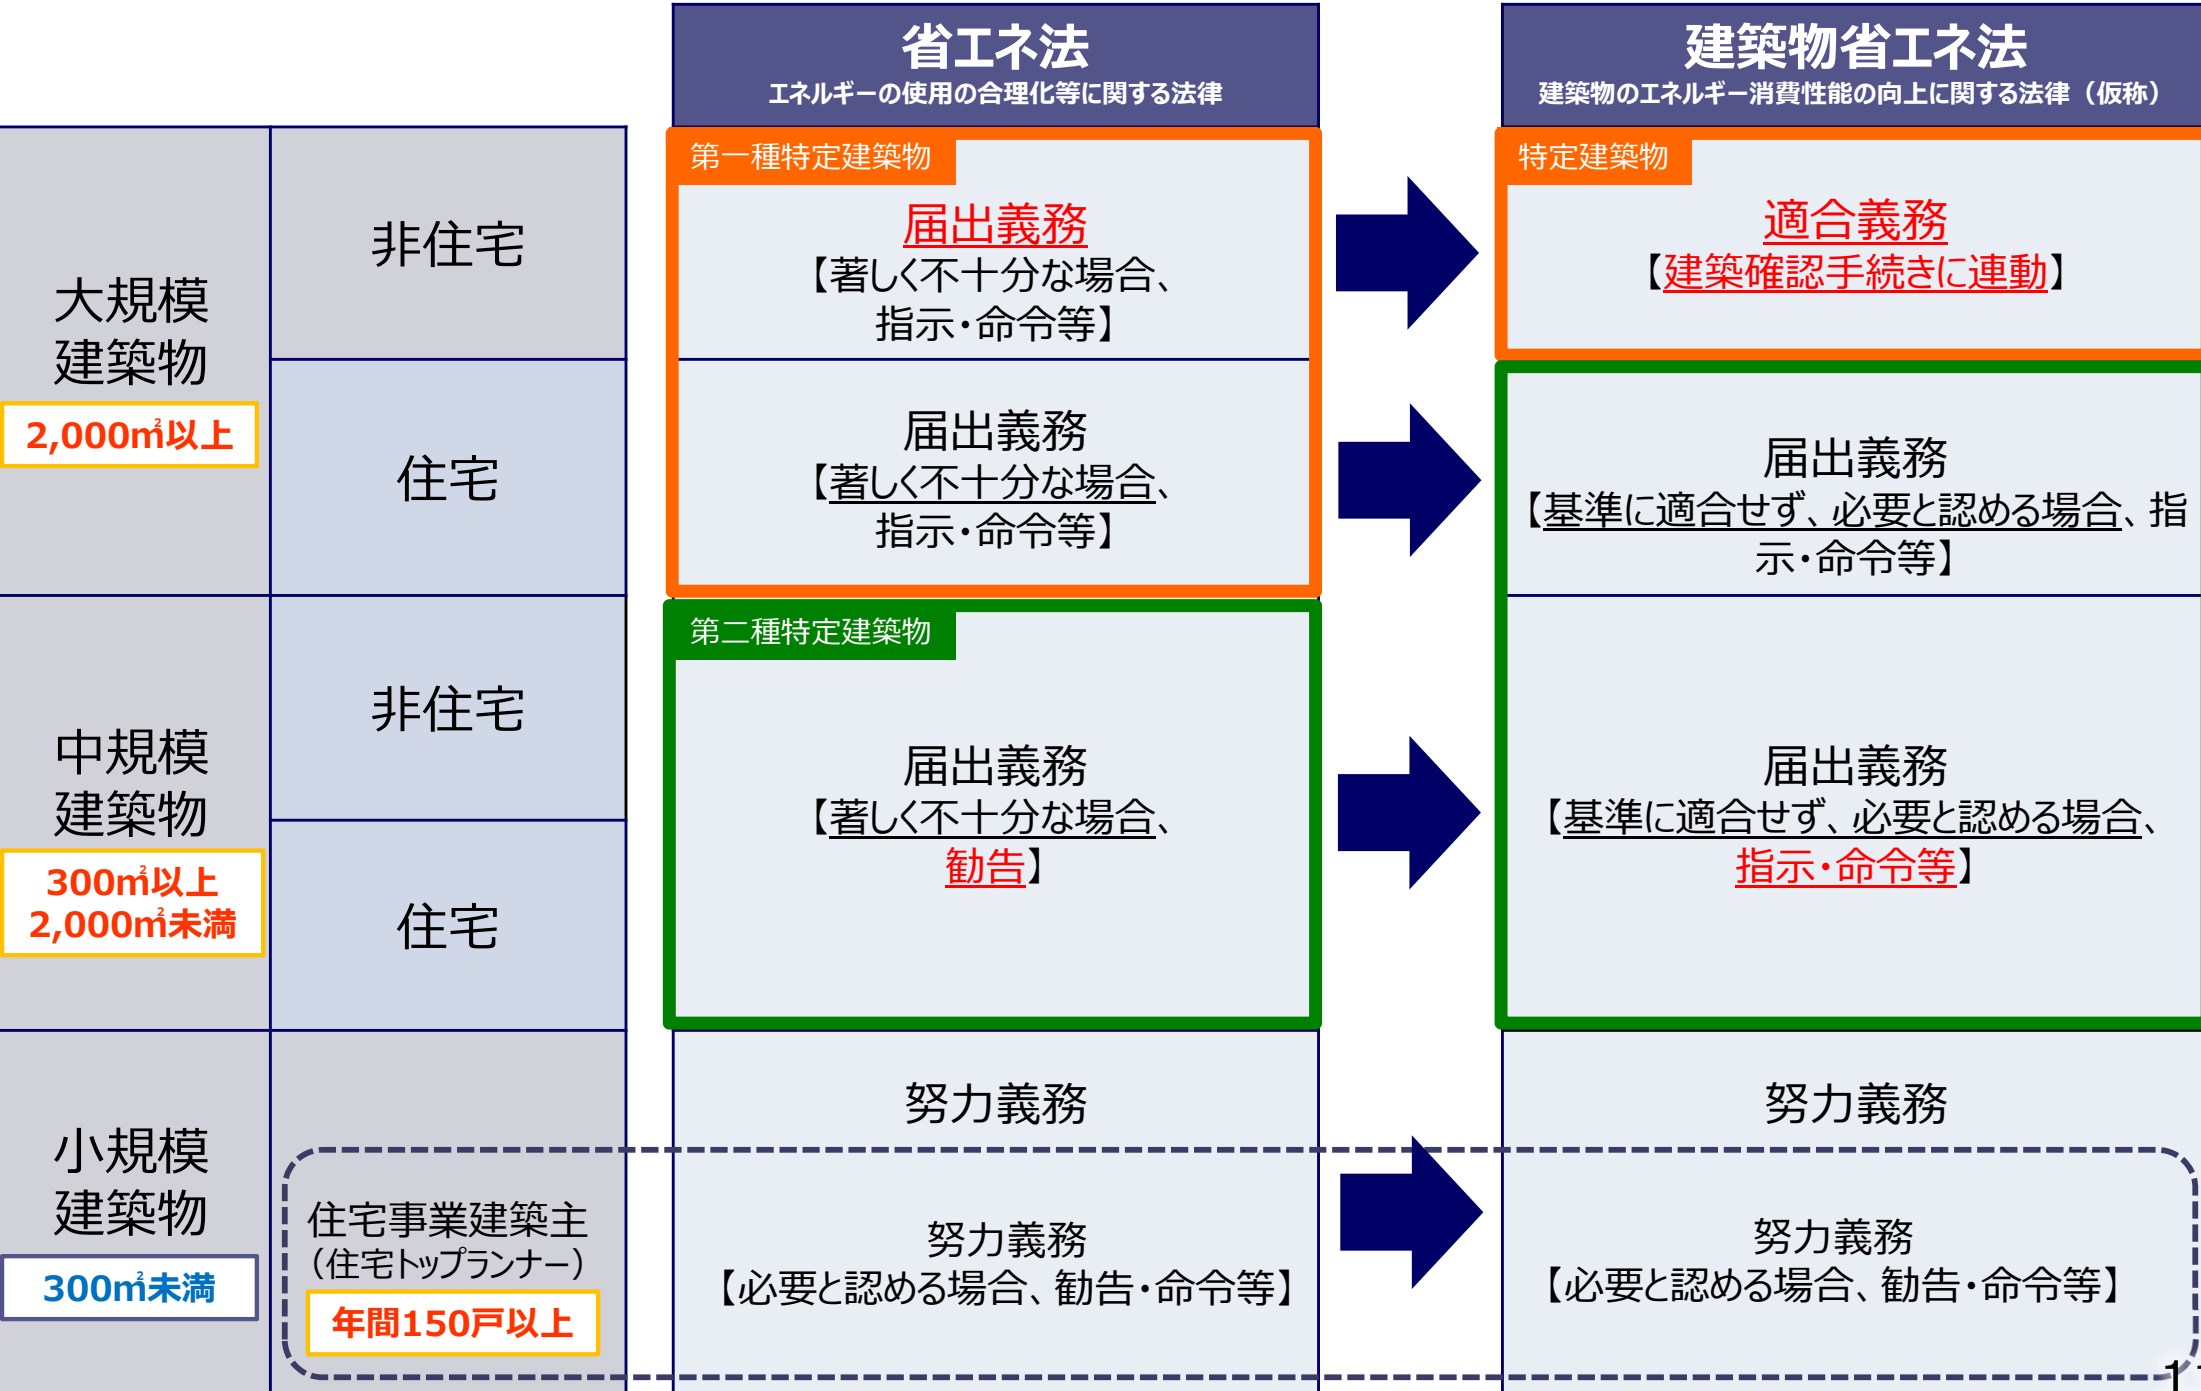 省エネ法
エネルギーの使用の合理化等に関する法律
建築物省エネ法
建築物のエネルギー消費性能の向上に関する法律（仮称）
大規模
建築物
2,000㎡以上
非住宅
第一種特定建築物
届出義務
【著しく不十分な場合、
指示・命令等】
特定建築物
適合義務
【建築確認手続きに連動】
住宅
届出義務
【著しく不十分な場合、
指示・命令等】
届出義務
【基準に適合せず、必要と認める場合、指
示・命令等】
中規模
建築物
300㎡以上
2,000㎡未満
非住宅
住宅
第二種特定建築物
届出義務
【著しく不十分な場合、
勧告】
届出義務
【基準に適合せず、必要と認める場合、
指示・命令等】
小規模
建築物
300㎡未満
努力義務
努力義務
住宅事業建築主
（住宅トップランナー）
年間150戸以上
努力義務
【必要と認める場合、勧告・命令等】
努力義務
【必要と認める場合、勧告・命令等】